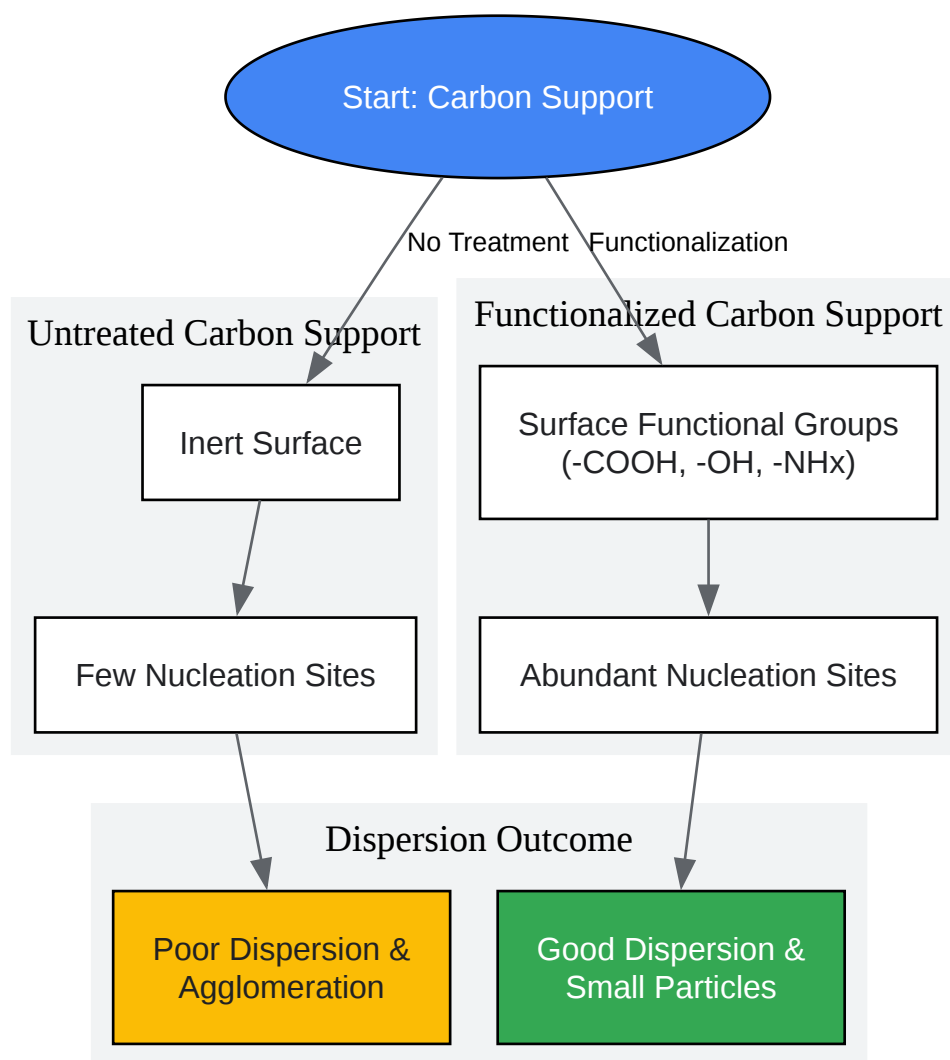 Start: Carbon Support
No Treatment
Functionalization
Untreated Carbon Support
Inert Surface
Few Nucleation Sites
Functionalized Carbon Support
Surface Functional Groups
(-COOH, -OH, -NHx)
Abundant Nucleation Sites
Dispersion Outcome
Poor Dispersion &
Agglomeration
Good Dispersion &
Small Particles